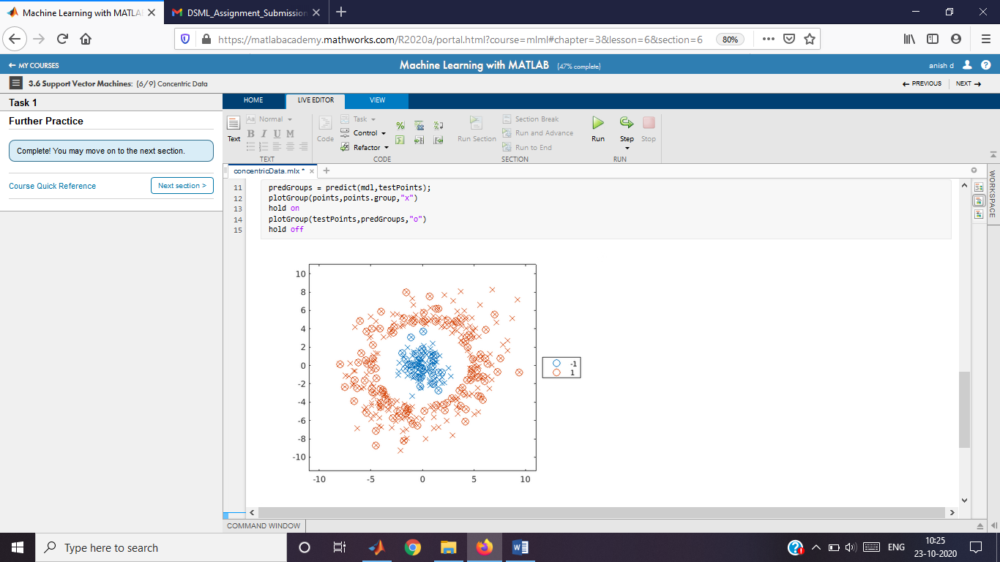 Machine Learning with MATLA
DSML_Assignment_Submission
https://matlabacademy.mathworks.com/R2020a/portal.html?course=mlml#chapter=3&lesson=6&section=6
80%
MY COURSES
Machine Learning with MATLAB (47% complete)
anish d
3.6 Support Vector Machines: (6/9) Concentric Data
PREVIOUS
NEXT
Task 1
Further Practice
Complete! You may move on to the next section.
Course Quick Reference
Next section >
HOME
LIVE EDITOR
VIEW
Text
Aa Normal
B I U M
TEXT
Code
Task
Control
Refactor
CODE
Run Section
Section Break
Run and Advance
Run to End
SECTION
Run
Step
Stop
RUN
concentricData.mlx *
WORKSPACE
11 predGroups = predict(mdl,testPoints);
12 plotGroup(points,points.group,"x")
13 hold on
14 plotGroup(testPoints,predGroups,"o")
15 hold off
10
8
6
4
2
0
-2
-4
-6
-8
-10
-10 -5 0 5 10
-1
1
COMMAND WINDOW
Type here to search
ENG
10:25
23-10-2020